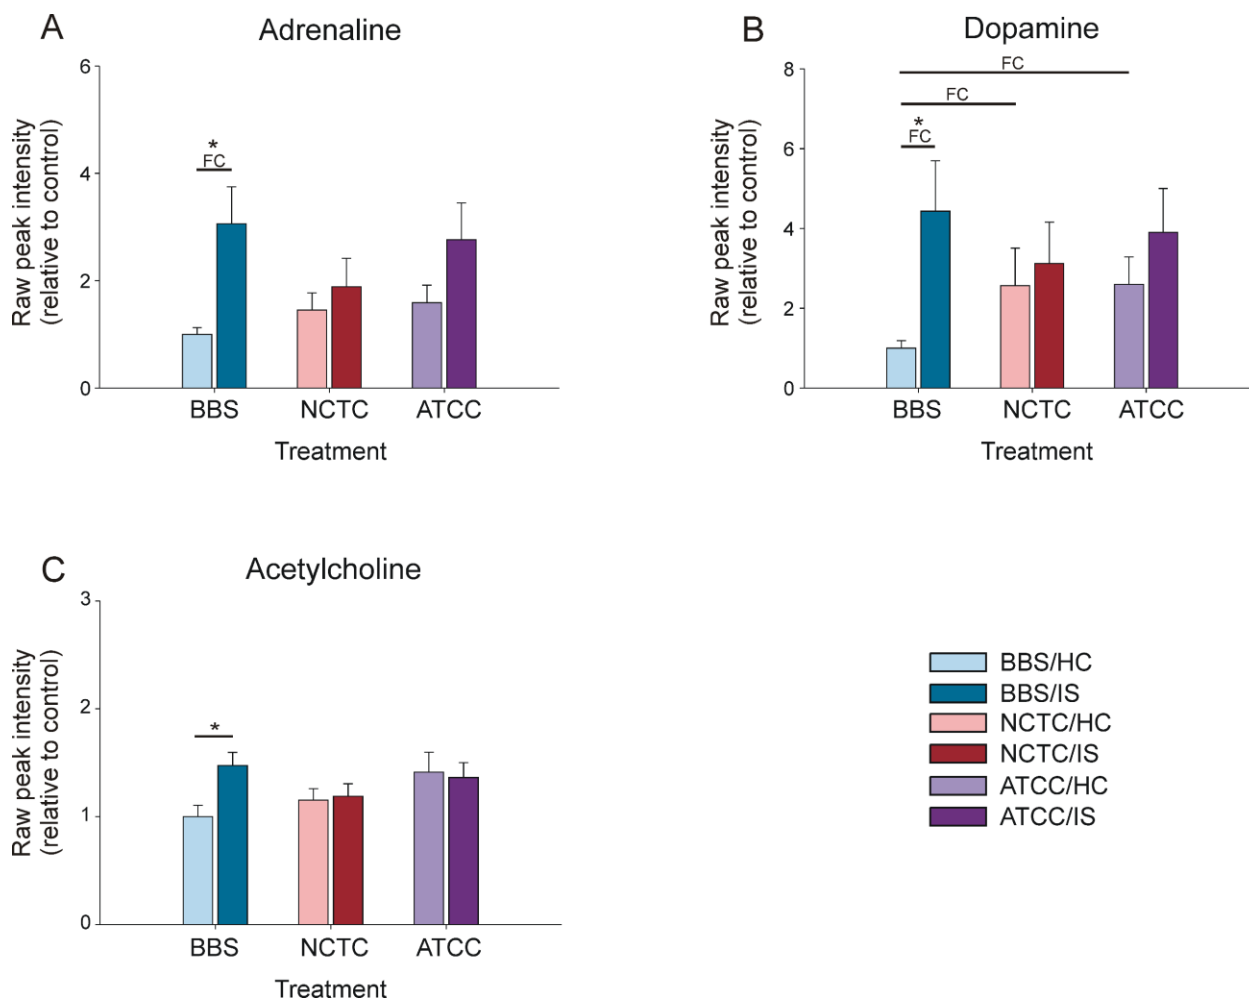 A
Adrenaline
Raw peak intensity
(relative to control)
6
4
2
0
*
FC
BBS
NCTC
ATCC
Treatment
B
Dopamine
Raw peak intensity
(relative to control)
8
6
4
2
0
FC
FC
*
FC
BBS
NCTC
ATCC
Treatment
C
Acetylcholine
Raw peak intensity
(relative to control)
3
2
1
0
*
BBS
NCTC
ATCC
Treatment
BBS/HC
BBS/IS
NCTC/HC
NCTC/IS
ATCC/HC
ATCC/IS